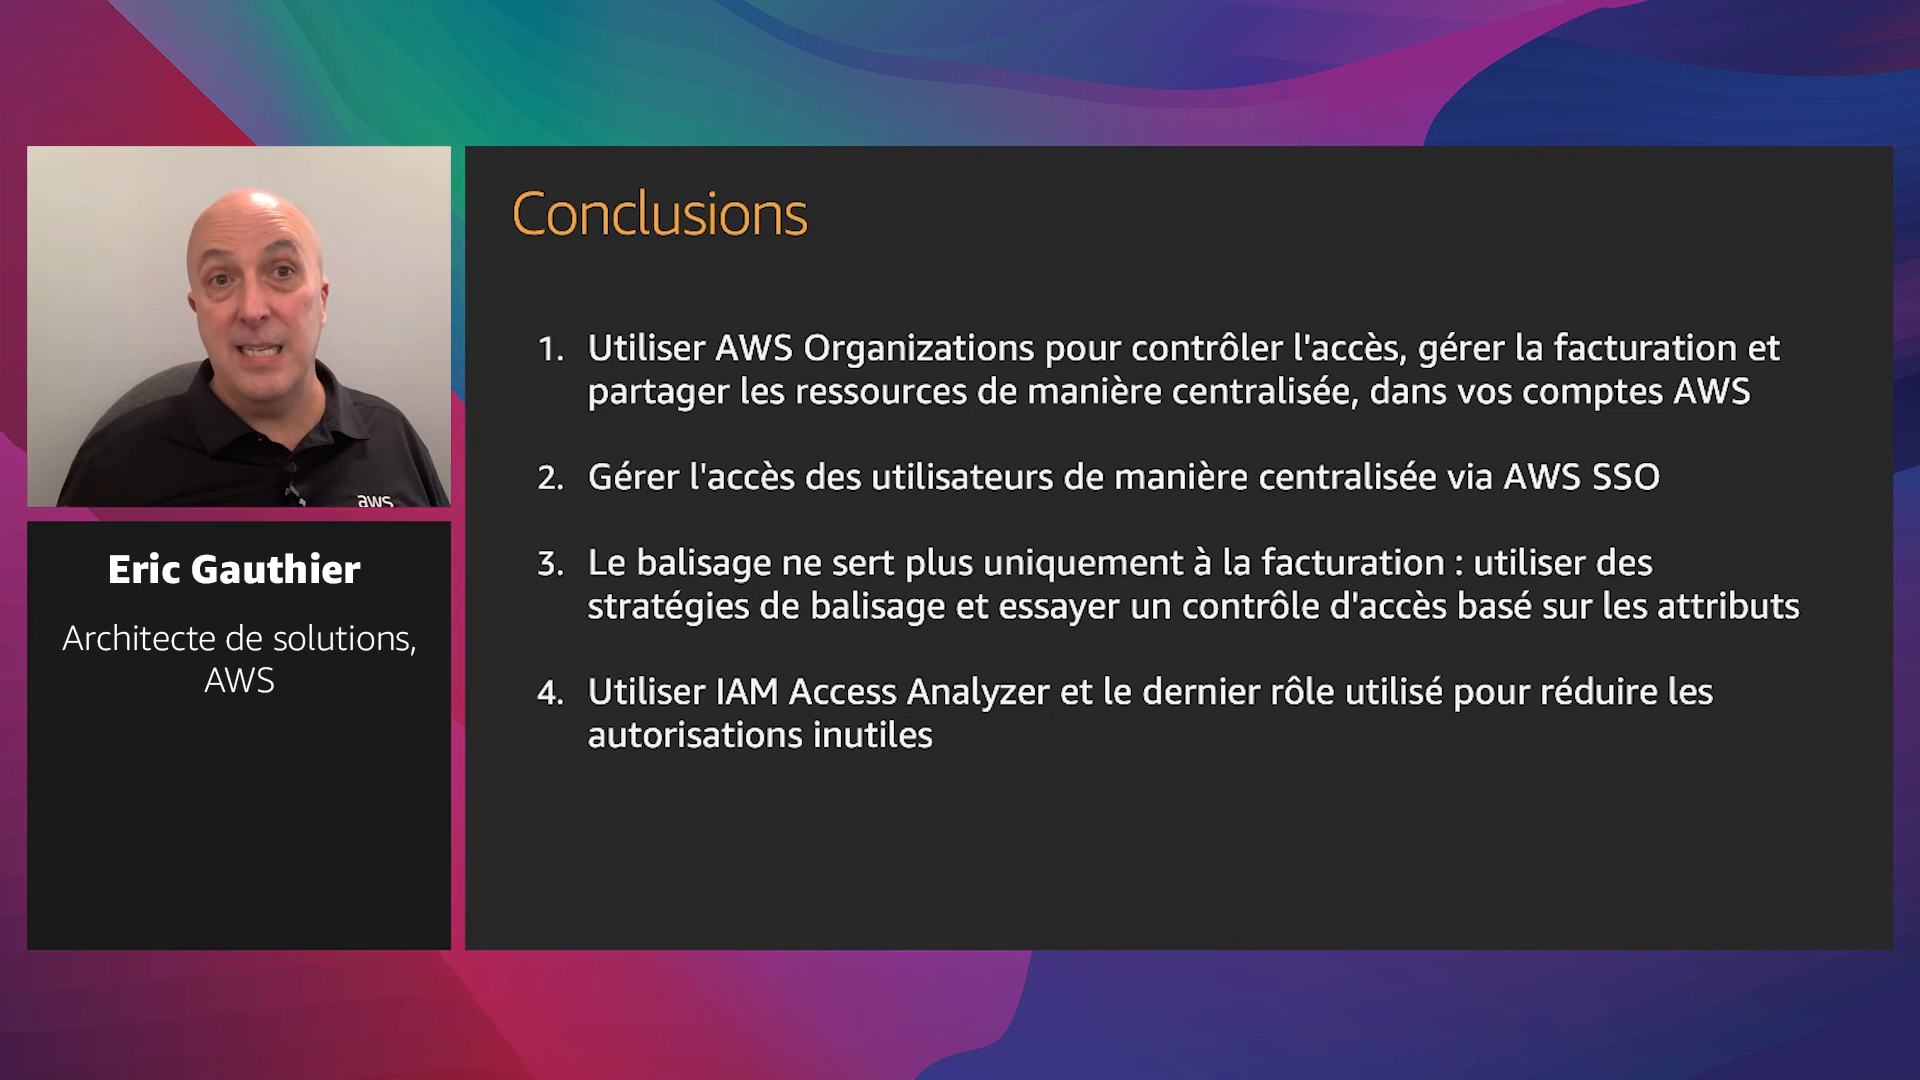 aws
Eric Gauthier
Architecte de solutions,
AWS
Conclusions
1. Utiliser AWS Organizations pour contrôler l'accès, gérer la facturation et
partager les ressources de manière centralisée, dans vos comptes AWS
2. Gérer l'accès des utilisateurs de manière centralisée via AWS SSO
3. Le balisage ne sert plus uniquement à la facturation : utiliser des
stratégies de balisage et essayer un contrôle d'accès basé sur les attributs
4. Utiliser IAM Access Analyzer et le dernier rôle utilisé pour réduire les
autorisations inutiles